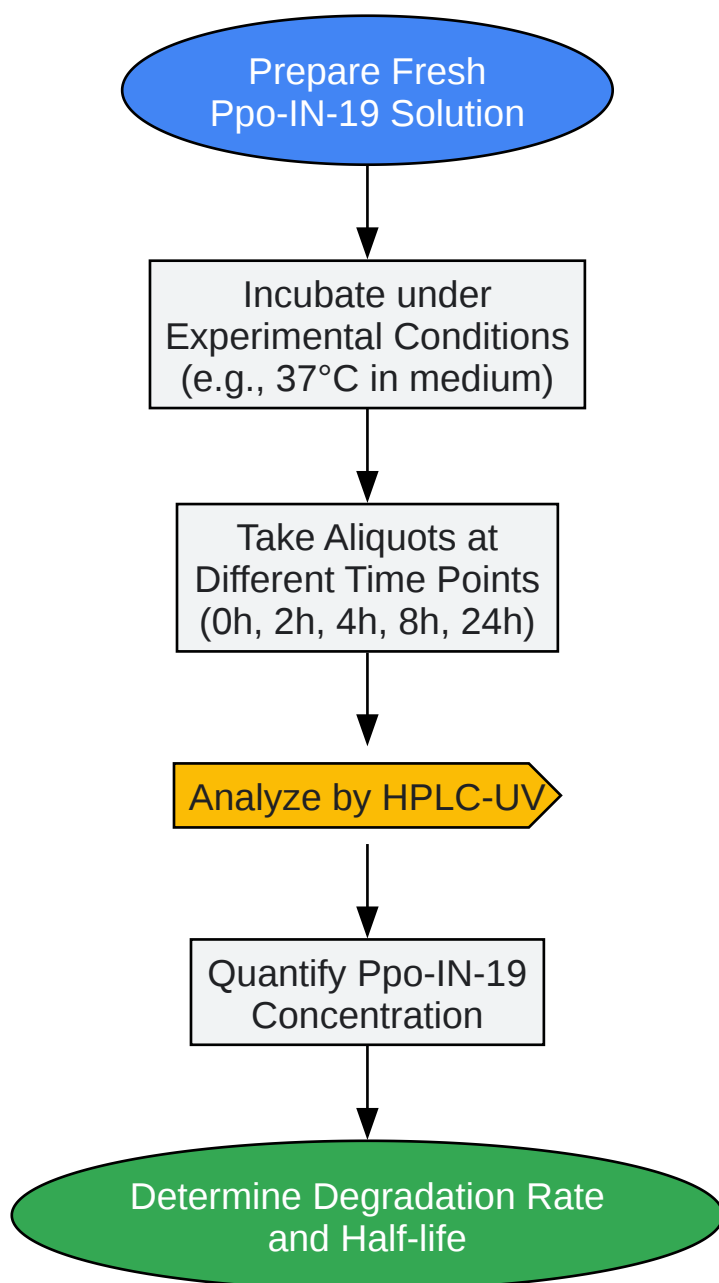 Prepare Fresh
Ppo-IN-19 Solution
Incubate under
Experimental Conditions
(e.g., 37°C in medium)
Take Aliquots at
Different Time Points
(0h, 2h, 4h, 8h, 24h)
Analyze by HPLC-UV
Quantify Ppo-IN-19
Concentration
Determine Degradation Rate
and Half-life